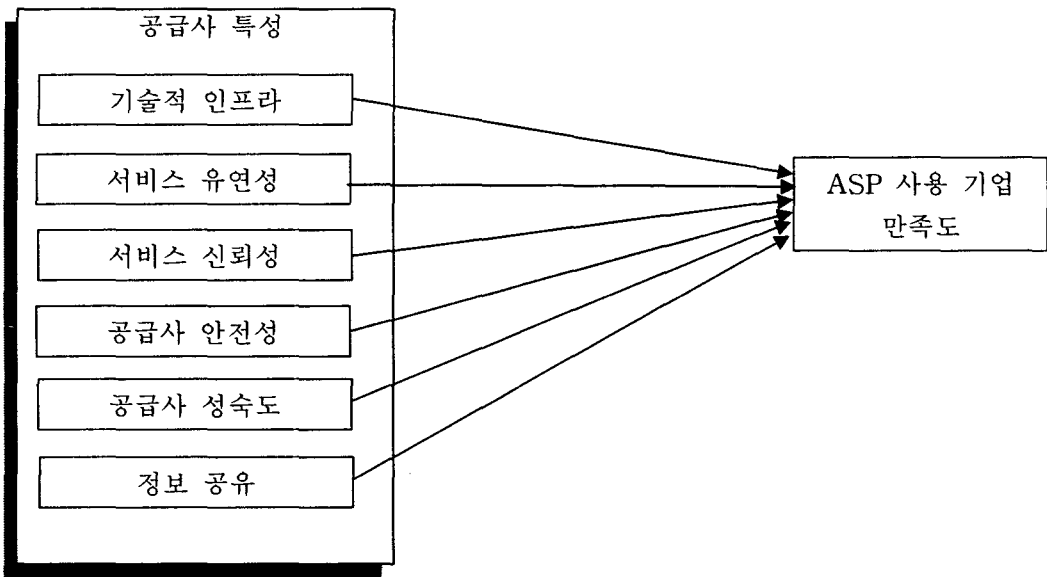 공급사 특성
기술적 인프라
서비스 유연성
서비스 신뢰성
공급사 안전성
공급사 성숙도
정보 공유
ASP 사용 기업
만족도